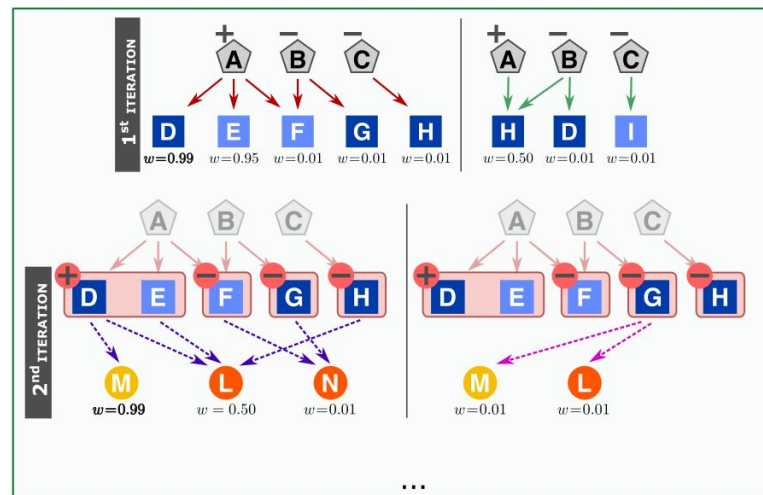 1st ITERATION
+ − −
A B C
D E F G H
w=0.99 w=0.95 w=0.01 w=0.01 w=0.01
+ − −
A B C
H D I
w=0.50 w=0.01 w=0.01
2nd ITERATION
A B C
+ − − −
D E F G H
M L N
w=0.99 w = 0.50 w=0.01
A B C
+ − − −
D E F G H
M L
w=0.01 w=0.01
...